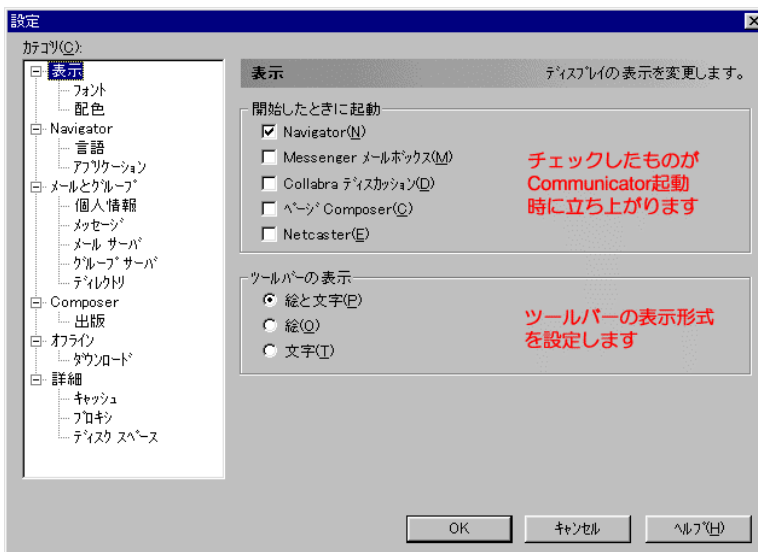 設定
カテゴリ(C):
表示
フォント
配色
Navigator
言語
アプリケーション
メールとグループ
個人情報
メッセージ
メール サーバ
グループ サーバ
ディレクトリ
Composer
出版
オフライン
ダウンロード
詳細
キャッシュ
プロキシ
ディスク スペース
表示 ディスプレイの表示を変更します。
開始したときに起動
Navigator(N)
Messenger メールボックス(M)
Collabra ディスカッション(D)
ページ Composer(C)
Netcaster(E)
チェックしたものが
Communicator起動
時に立ち上がります
ツールバーの表示
絵と文字(P)
絵(O)
文字(T)
ツールバーの表示形式
を設定します
OK キャンセル ヘルプ(H)